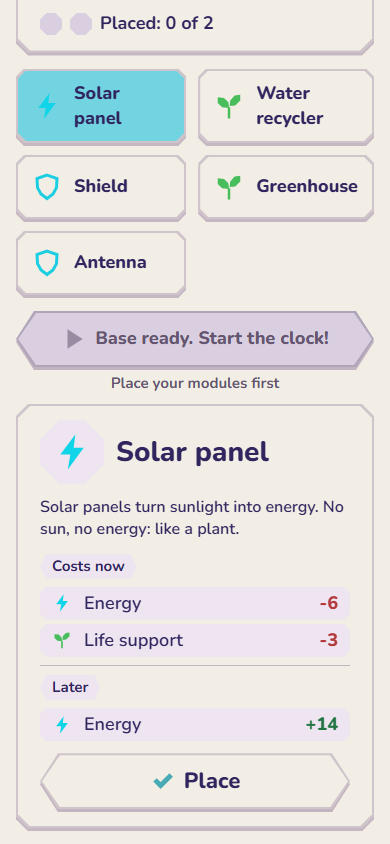 Placed: 0 of 2
Solar
panel
Water
recycler
Shield
Greenhouse
Antenna
Base ready. Start the clock!
Place your modules first
Solar panel
Solar panels turn sunlight into energy. No
sun, no energy: like a plant.
Costs now
Energy -6
Life support -3
Later
Energy +14
Place